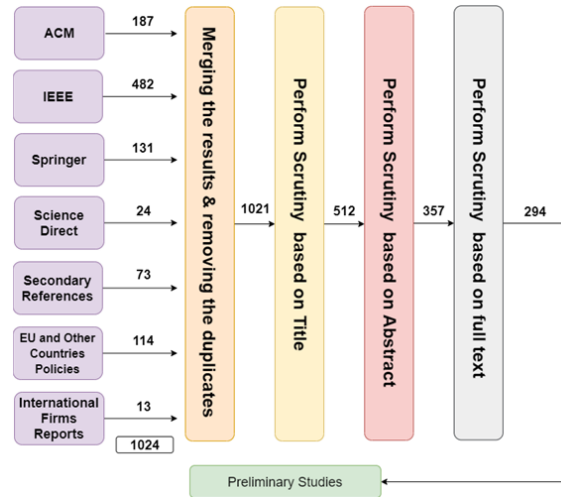 ACM
187
IEEE
482
Springer
131
Science
Direct
24
Secondary
References
73
EU and Other
Countries
Policies
114
International
Firms
Reports
13
1024
Merging the results & removing the duplicates
1021
Perform Scrutiny based on Title
512
Perform Scrutiny based on Abstract
357
Perform Scrutiny based on full text
294
Preliminary Studies